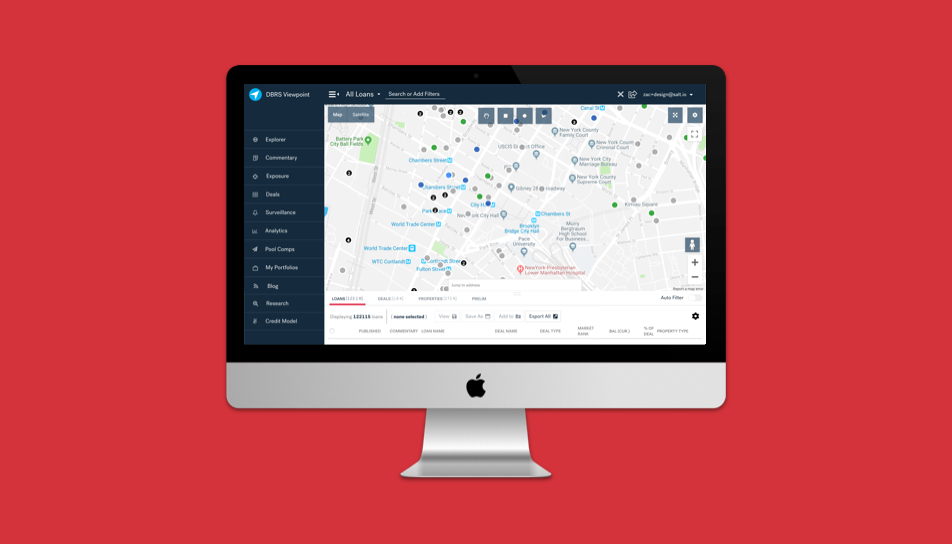 DBRS Viewpoint
All Loans
Search or Add Filters
zac+design@salt.io
Explorer
Commentary
Exposure
Deals
Surveillance
Analytics
Pool Comps
My Portfolios
Blog
Research
Credit Model
Map
Satellite
Canal St
Battery Park
City Ball Fields
New York County
Family Court
USCIS District Office
New York County
Criminal Court
Chambers Street
New York City
Marriage Bureau
New York County
Supreme Court
Chambers Street
Gibney 280 Broadway
Park Place
City Hall
New York City Hall
Chambers St
Kimlau Square
World Trade Center
Brooklyn
Bridge City Hall
Murry
Bergtraum
High School
For Business...
Pace
University
World Trade Center
WTC Cortlandt
Fulton Street
NewYork-Presbyterian
Lower Manhattan Hospital
Jump to address
Report a map error
LOANS
DEALS
PROPERTIES
PRELIM.
Auto Filter
Displaying 122115 loans
( none selected )
View
Save As
Add to
Export All
PUBLISHED
COMMENTARY
LOAN NAME
DEAL NAME
DEAL TYPE
MARKET
RANK
BAL (CUR.)
% OF
DEAL
PROPERTY TYPE